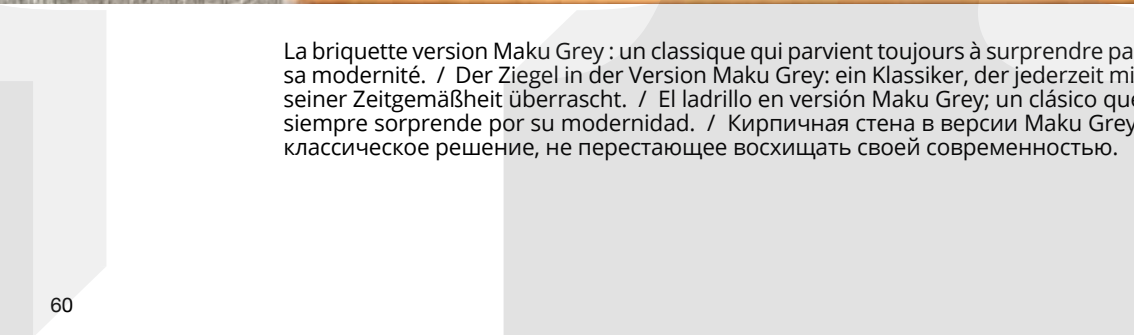 La briquette version Maku Grey : un classique qui parvient toujours à surprendre pa
sa modernité. / Der Ziegel in der Version Maku Grey: ein Klassiker, der jederzeit mi
seiner Zeitgemäßheit überrascht. / El ladrillo en versión Maku Grey; un clásico que
siempre sorprende por su modernidad. / Кирпичная стена в версии Maku Grey
классическое решение, не перестающее восхищать своей современностью.
60